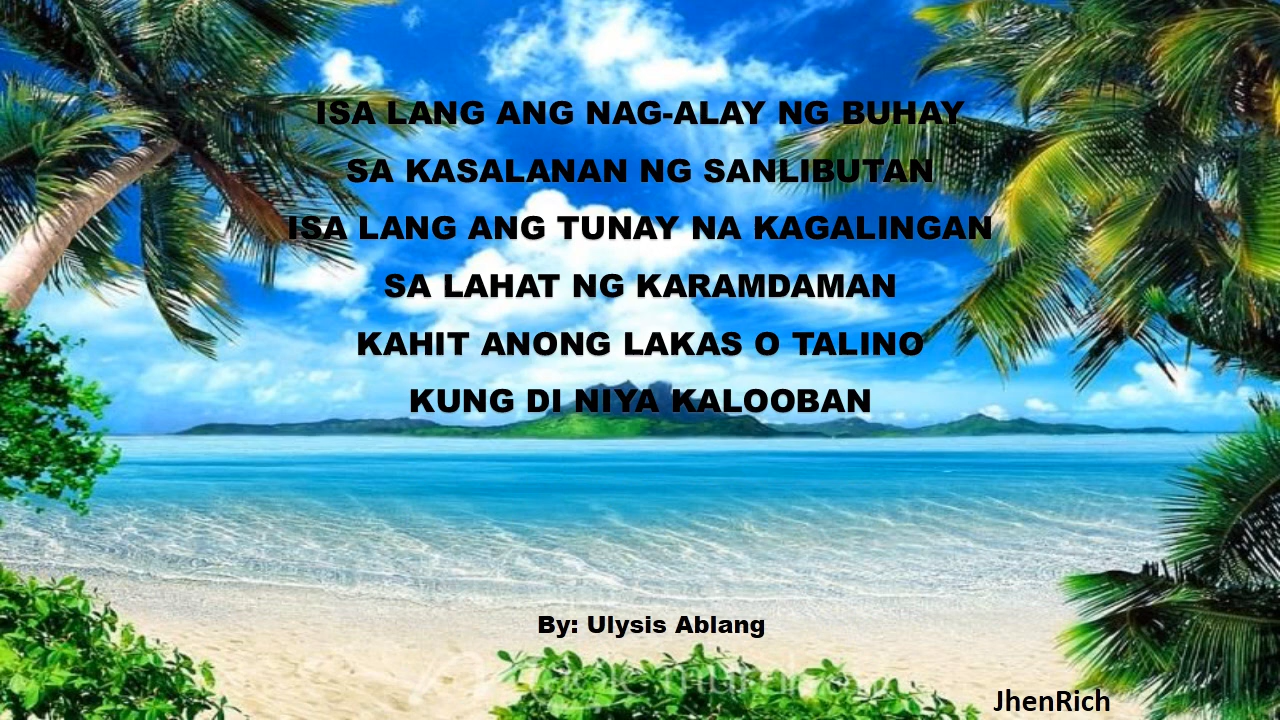 ISA LANG ANG NAG-ALAY NG BUHAY
SA KASALANAN NG SANLIBUTAN
ISA LANG ANG TUNAY NA KAGALINGAN
SA LAHAT NG KARAMDAMAN
KAHIT ANONG LAKAS O TALINO
KUNG DI NIYA KALOOBAN
By: Ulysis Ablang
JhenRich